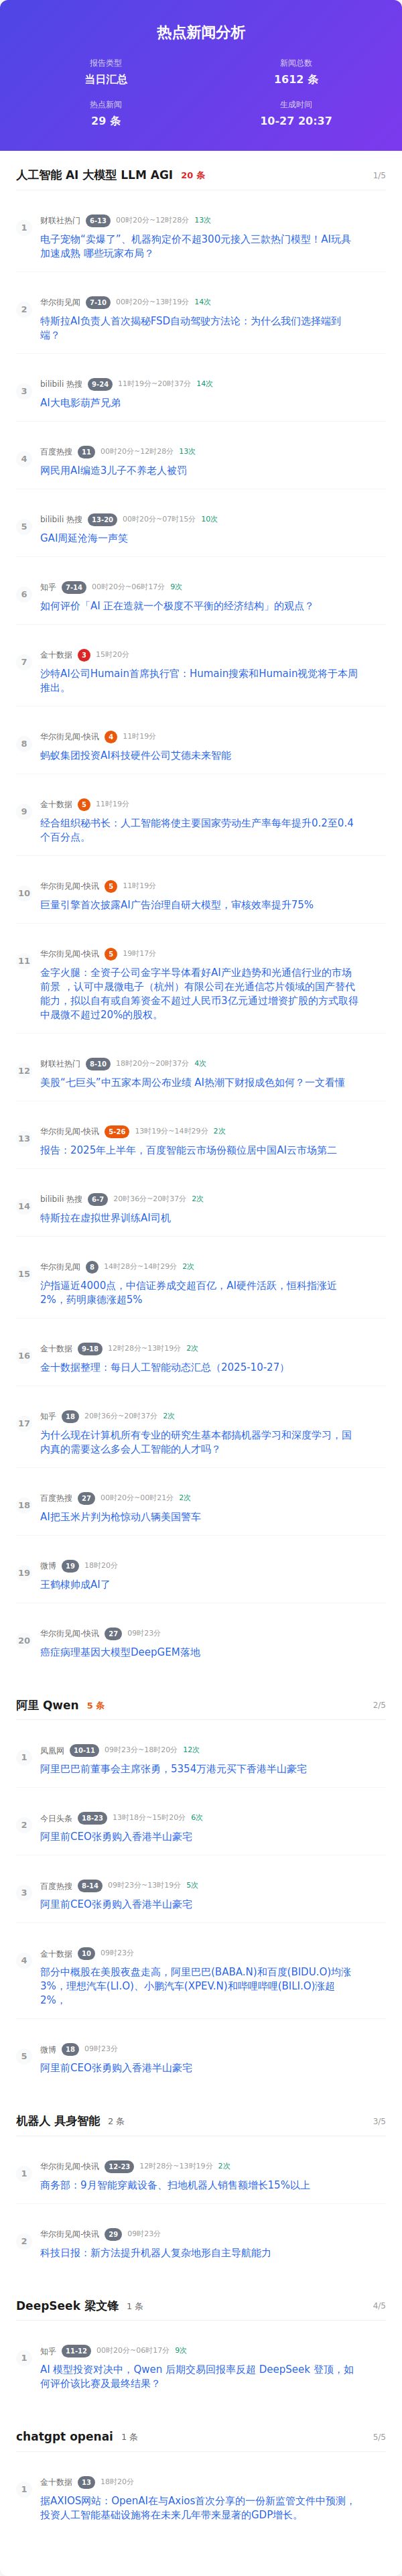 热点新闻分析
报告类型
当日汇总
新闻总数
1612 条
热点新闻
29 条
生成时间
10-27 20:37
人工智能 AI 大模型 LLM AGI 20 条 1/5
1
财联社热门 6-13 00时20分~12时28分 13次
电子宠物“卖爆了”、机器狗定价不超300元接入三款热门模型！AI玩具
加速成熟 哪些玩家布局？
2
华尔街见闻 7-10 00时20分~13时19分 14次
特斯拉AI负责人首次揭秘FSD自动驾驶方法论：为什么我们选择端到
端？
3
bilibili 热搜 9-24 11时19分~20时37分 14次
AI大电影葫芦兄弟
4
百度热搜 11 00时20分~12时28分 13次
网民用AI编造3儿子不养老人被罚
5
bilibili 热搜 13-20 00时20分~07时15分 10次
GAI周延沧海一声笑
6
知乎 7-14 00时20分~06时17分 9次
如何评价「AI 正在造就一个极度不平衡的经济结构」的观点？
7
金十数据 3 15时20分
沙特AI公司Humain首席执行官：Humain搜索和Humain视觉将于本周
推出。
8
华尔街见闻-快讯 4 11时19分
蚂蚁集团投资AI科技硬件公司艾德未来智能
9
金十数据 5 11时19分
经合组织秘书长：人工智能将使主要国家劳动生产率每年提升0.2至0.4
个百分点。
10
华尔街见闻-快讯 5 11时19分
巨量引擎首次披露AI广告治理自研大模型，审核效率提升75%
11
华尔街见闻-快讯 5 19时17分
金字火腿：全资子公司金字半导体看好AI产业趋势和光通信行业的市场
前景 ，认可中晟微电子（杭州）有限公司在光通信芯片领域的国产替代
能力，拟以自有或自筹资金不超过人民币3亿元通过增资扩股的方式取得
中晟微不超过20%的股权。
12
财联社热门 8-10 18时20分~20时37分 4次
美股“七巨头”中五家本周公布业绩 AI热潮下财报成色如何？一文看懂
13
华尔街见闻-快讯 5-26 13时19分~14时29分 2次
报告：2025年上半年，百度智能云市场份额位居中国AI云市场第二
14
bilibili 热搜 6-7 20时36分~20时37分 2次
特斯拉在虚拟世界训练AI司机
15
华尔街见闻 8 14时28分~14时29分 2次
沪指逼近4000点，中信证券成交超百亿，AI硬件活跃，恒科指涨近
2%，药明康德涨超5%
16
金十数据 9-18 12时28分~13时19分 2次
金十数据整理：每日人工智能动态汇总（2025-10-27）
17
知乎 18 20时36分~20时37分 2次
为什么现在计算机所有专业的研究生基本都搞机器学习和深度学习，国
内真的需要这么多会人工智能的人才吗？
18
百度热搜 27 00时20分~00时21分 2次
AI把玉米片判为枪惊动八辆美国警车
19
微博 19 18时20分
王鹤棣帅成AI了
20
华尔街见闻-快讯 27 09时23分
癌症病理基因大模型DeepGEM落地
阿里 Qwen 5 条 2/5
1
凤凰网 10-11 09时23分~18时20分 12次
阿里巴巴前董事会主席张勇，5354万港元买下香港半山豪宅
2
今日头条 18-23 13时18分~15时20分 6次
阿里前CEO张勇购入香港半山豪宅
3
百度热搜 8-14 09时23分~13时19分 5次
阿里前CEO张勇购入香港半山豪宅
4
金十数据 10 09时23分
部分中概股在美股夜盘走高，阿里巴巴(BABA.N)和百度(BIDU.O)均涨
3%，理想汽车(LI.O)、小鹏汽车(XPEV.N)和哔哩哔哩(BILI.O)涨超
2%，
5
微博 18 09时23分
阿里前CEO张勇购入香港半山豪宅
机器人 具身智能 2 条 3/5
1
华尔街见闻-快讯 12-23 12时28分~13时19分 2次
商务部：9月智能穿戴设备、扫地机器人销售额增长15%以上
2
华尔街见闻-快讯 29 09时23分
科技日报：新方法提升机器人复杂地形自主导航能力
DeepSeek 梁文锋 1 条 4/5
1
知乎 11-12 00时20分~06时17分 9次
AI 模型投资对决中，Qwen 后期交易回报率反超 DeepSeek 登顶，如
何评价该比赛及最终结果？
chatgpt openai 1 条 5/5
1
金十数据 13 18时20分
据AXIOS网站：OpenAI在与Axios首次分享的一份新监管文件中预测，
投资人工智能基础设施将在未来几年带来显著的GDP增长。